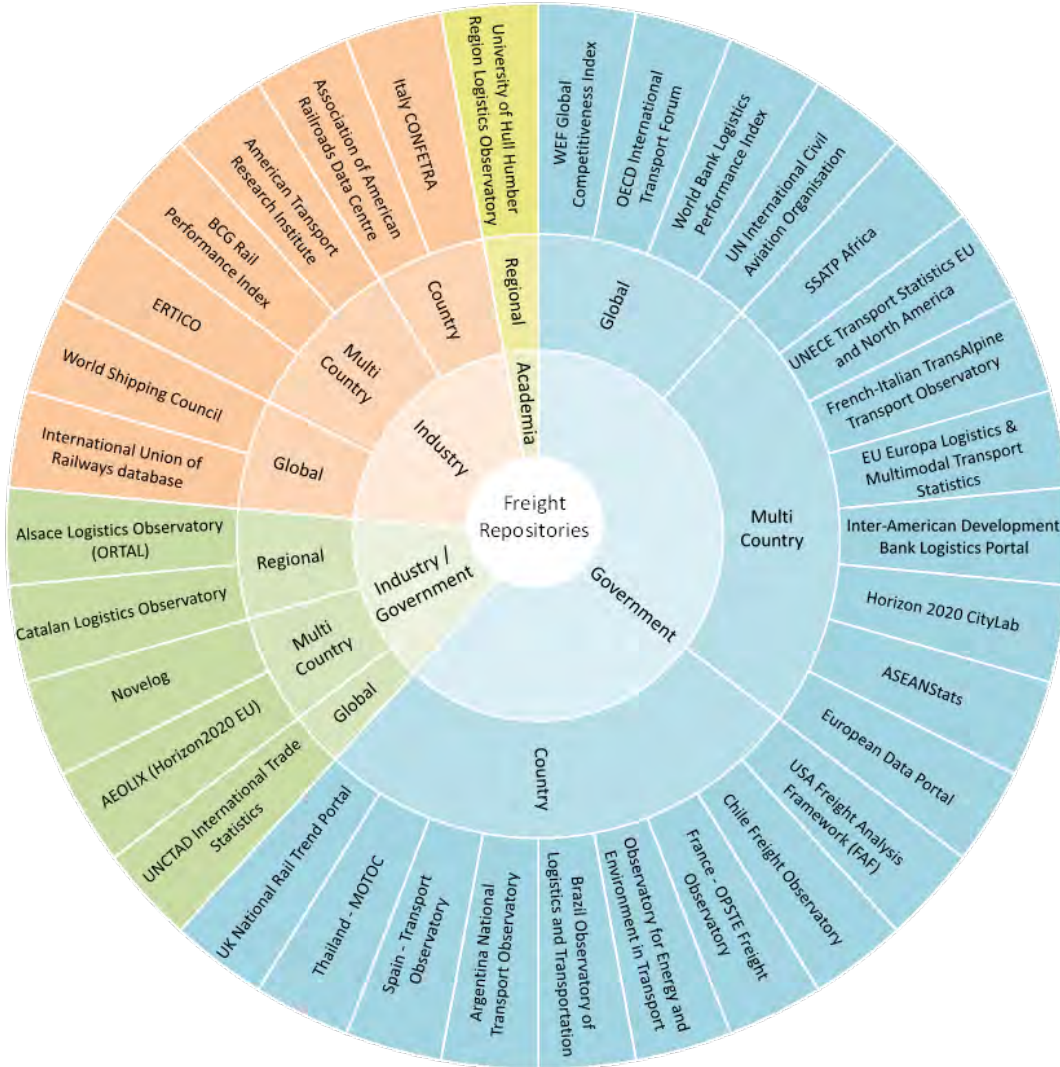 Freight
Repositories
Government
Global
WEF Global
Competitiveness Index
OECD International
Transport Forum
World Bank Logistics
Performance Index
UN International Civil
Aviation Organisation
Multi
Country
SSATP Africa
UNECE Transport Statistics EU
and North America
French-Italian TransAlpine
Transport Observatory
EU Europa Logistics &
Multimodal Transport
Statistics
Inter-American Development
Bank Logistics Portal
Horizon 2020 CityLab
ASEANStats
European Data Portal
Country
USA Freight Analysis
Framework (FAF)
Chile Freight Observatory
France - OPSTE Freight
Observatory
Observatory for Energy and
Environment in Transport
Brazil Observatory of
Logistics and Transportation
Argentina National
Transport Observatory
Spain - Transport
Observatory
Thailand - MOTOC
UK National Rail Trend Portal
Industry /
Government
Global
UNCTAD International Trade
Statistics
Multi
Country
AEOLIX (Horizon2020 EU)
Novelog
Regional
Catalan Logistics Observatory
Alsace Logistics Observatory
(ORTAL)
Industry
Global
International Union of
Railways database
World Shipping Council
Multi
Country
ERTICO
BCG Rail
Performance Index
American Transport
Research Institute
Country
Association of American
Railroads Data Centre
Italy CONFETRA
Academia
Regional
University of Hull Humber
Region Logistics Observatory